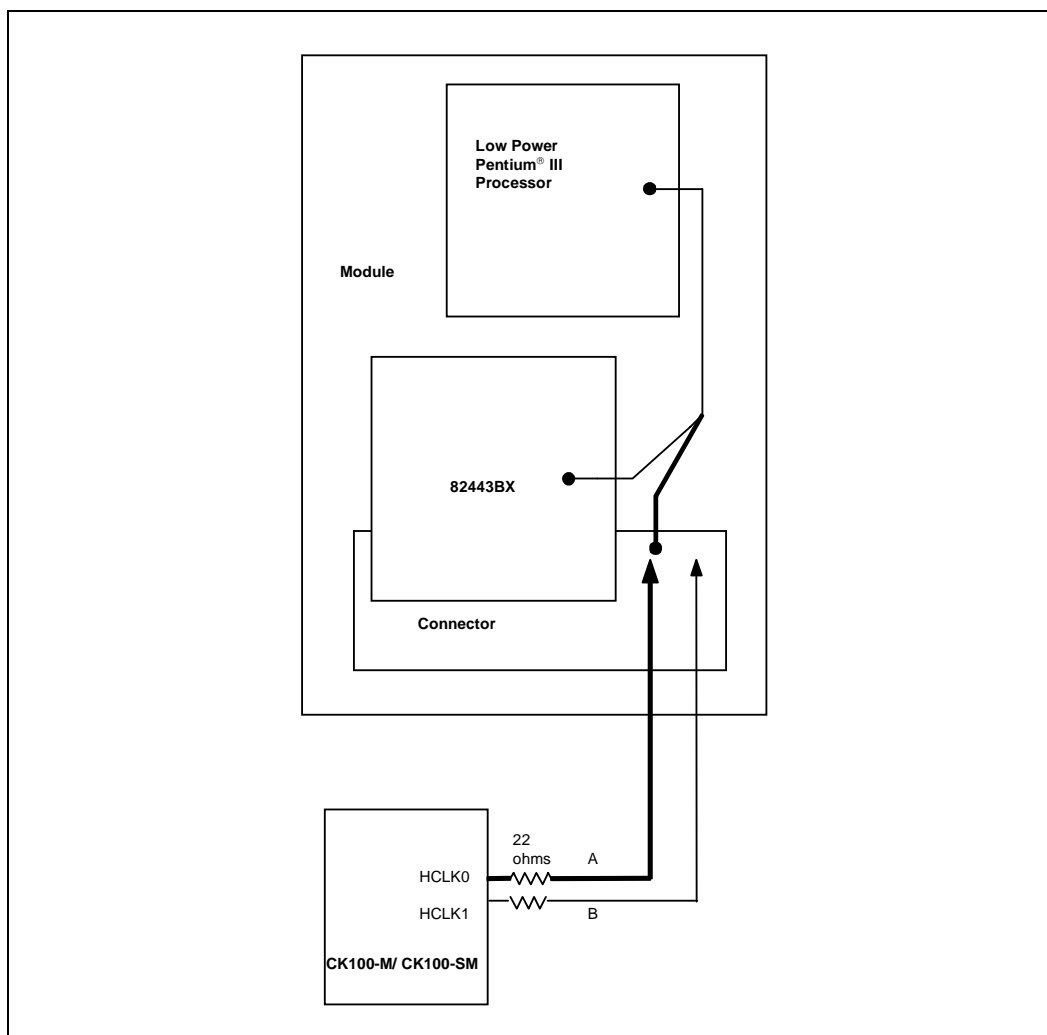 Low Power
Pentium® III
Processor
Module
82443BX
Connector
22
ohms
A
HCLK0
HCLK1
B
CK100-M/ CK100-SM